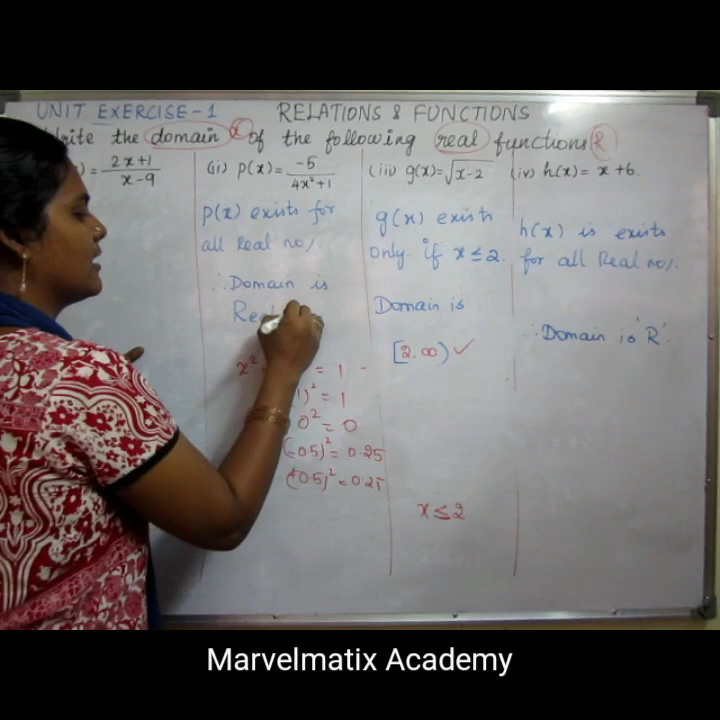 UNIT EXERCISE-1 RELATIONS & FUNCTIONS
the domain x of the following real functions R
) = 2x+1 / x-9
(ii) p(x) = -5 / 4x²+1
p(x) exists for
all Real no/.
∴ Domain is
Re
x² = 1
1)² = 1
0² = 0
(-0.5)² = 0.25
(+0.5)² = 0.25
(iii) g(x) = √x-2
g(x) exists
only if x ≤ 2.
Domain is
[2.∞) ✓
x ≤ 2
(iv) h(x) = x+6.
h(x) is exists
for all Real no/.
∴ Domain is 'R'.
Marvelmatix Academy